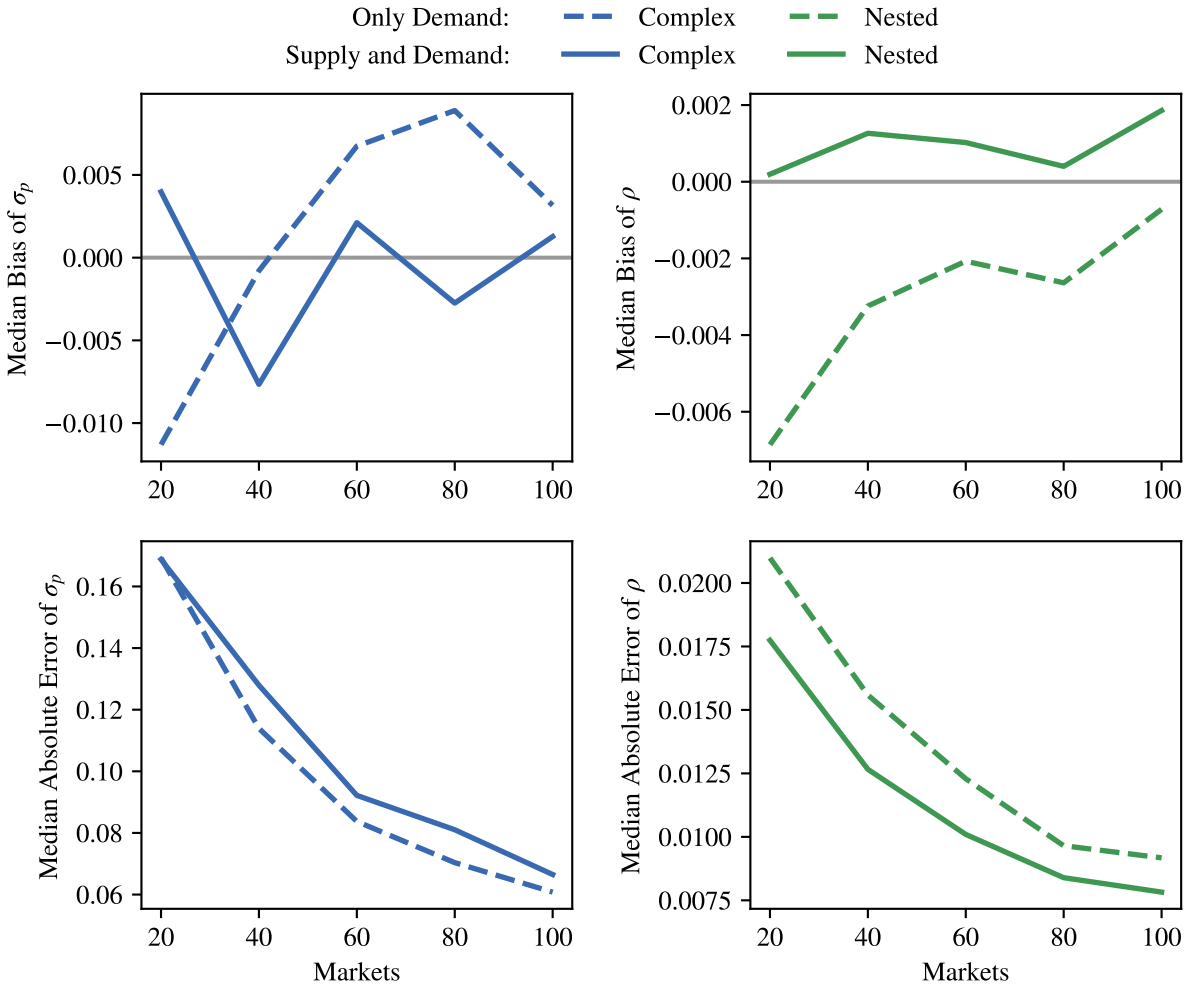 Only Demand: Complex Nested
Supply and Demand: Complex Nested
Median Bias of σp
0.005
0.000
−0.005
−0.010
20 40 60 80 100
Median Bias of ρ
0.002
0.000
−0.002
−0.004
−0.006
20 40 60 80 100
Median Absolute Error of σp
0.16
0.14
0.12
0.10
0.08
0.06
20 40 60 80 100
Markets
Median Absolute Error of ρ
0.0200
0.0175
0.0150
0.0125
0.0100
0.0075
20 40 60 80 100
Markets